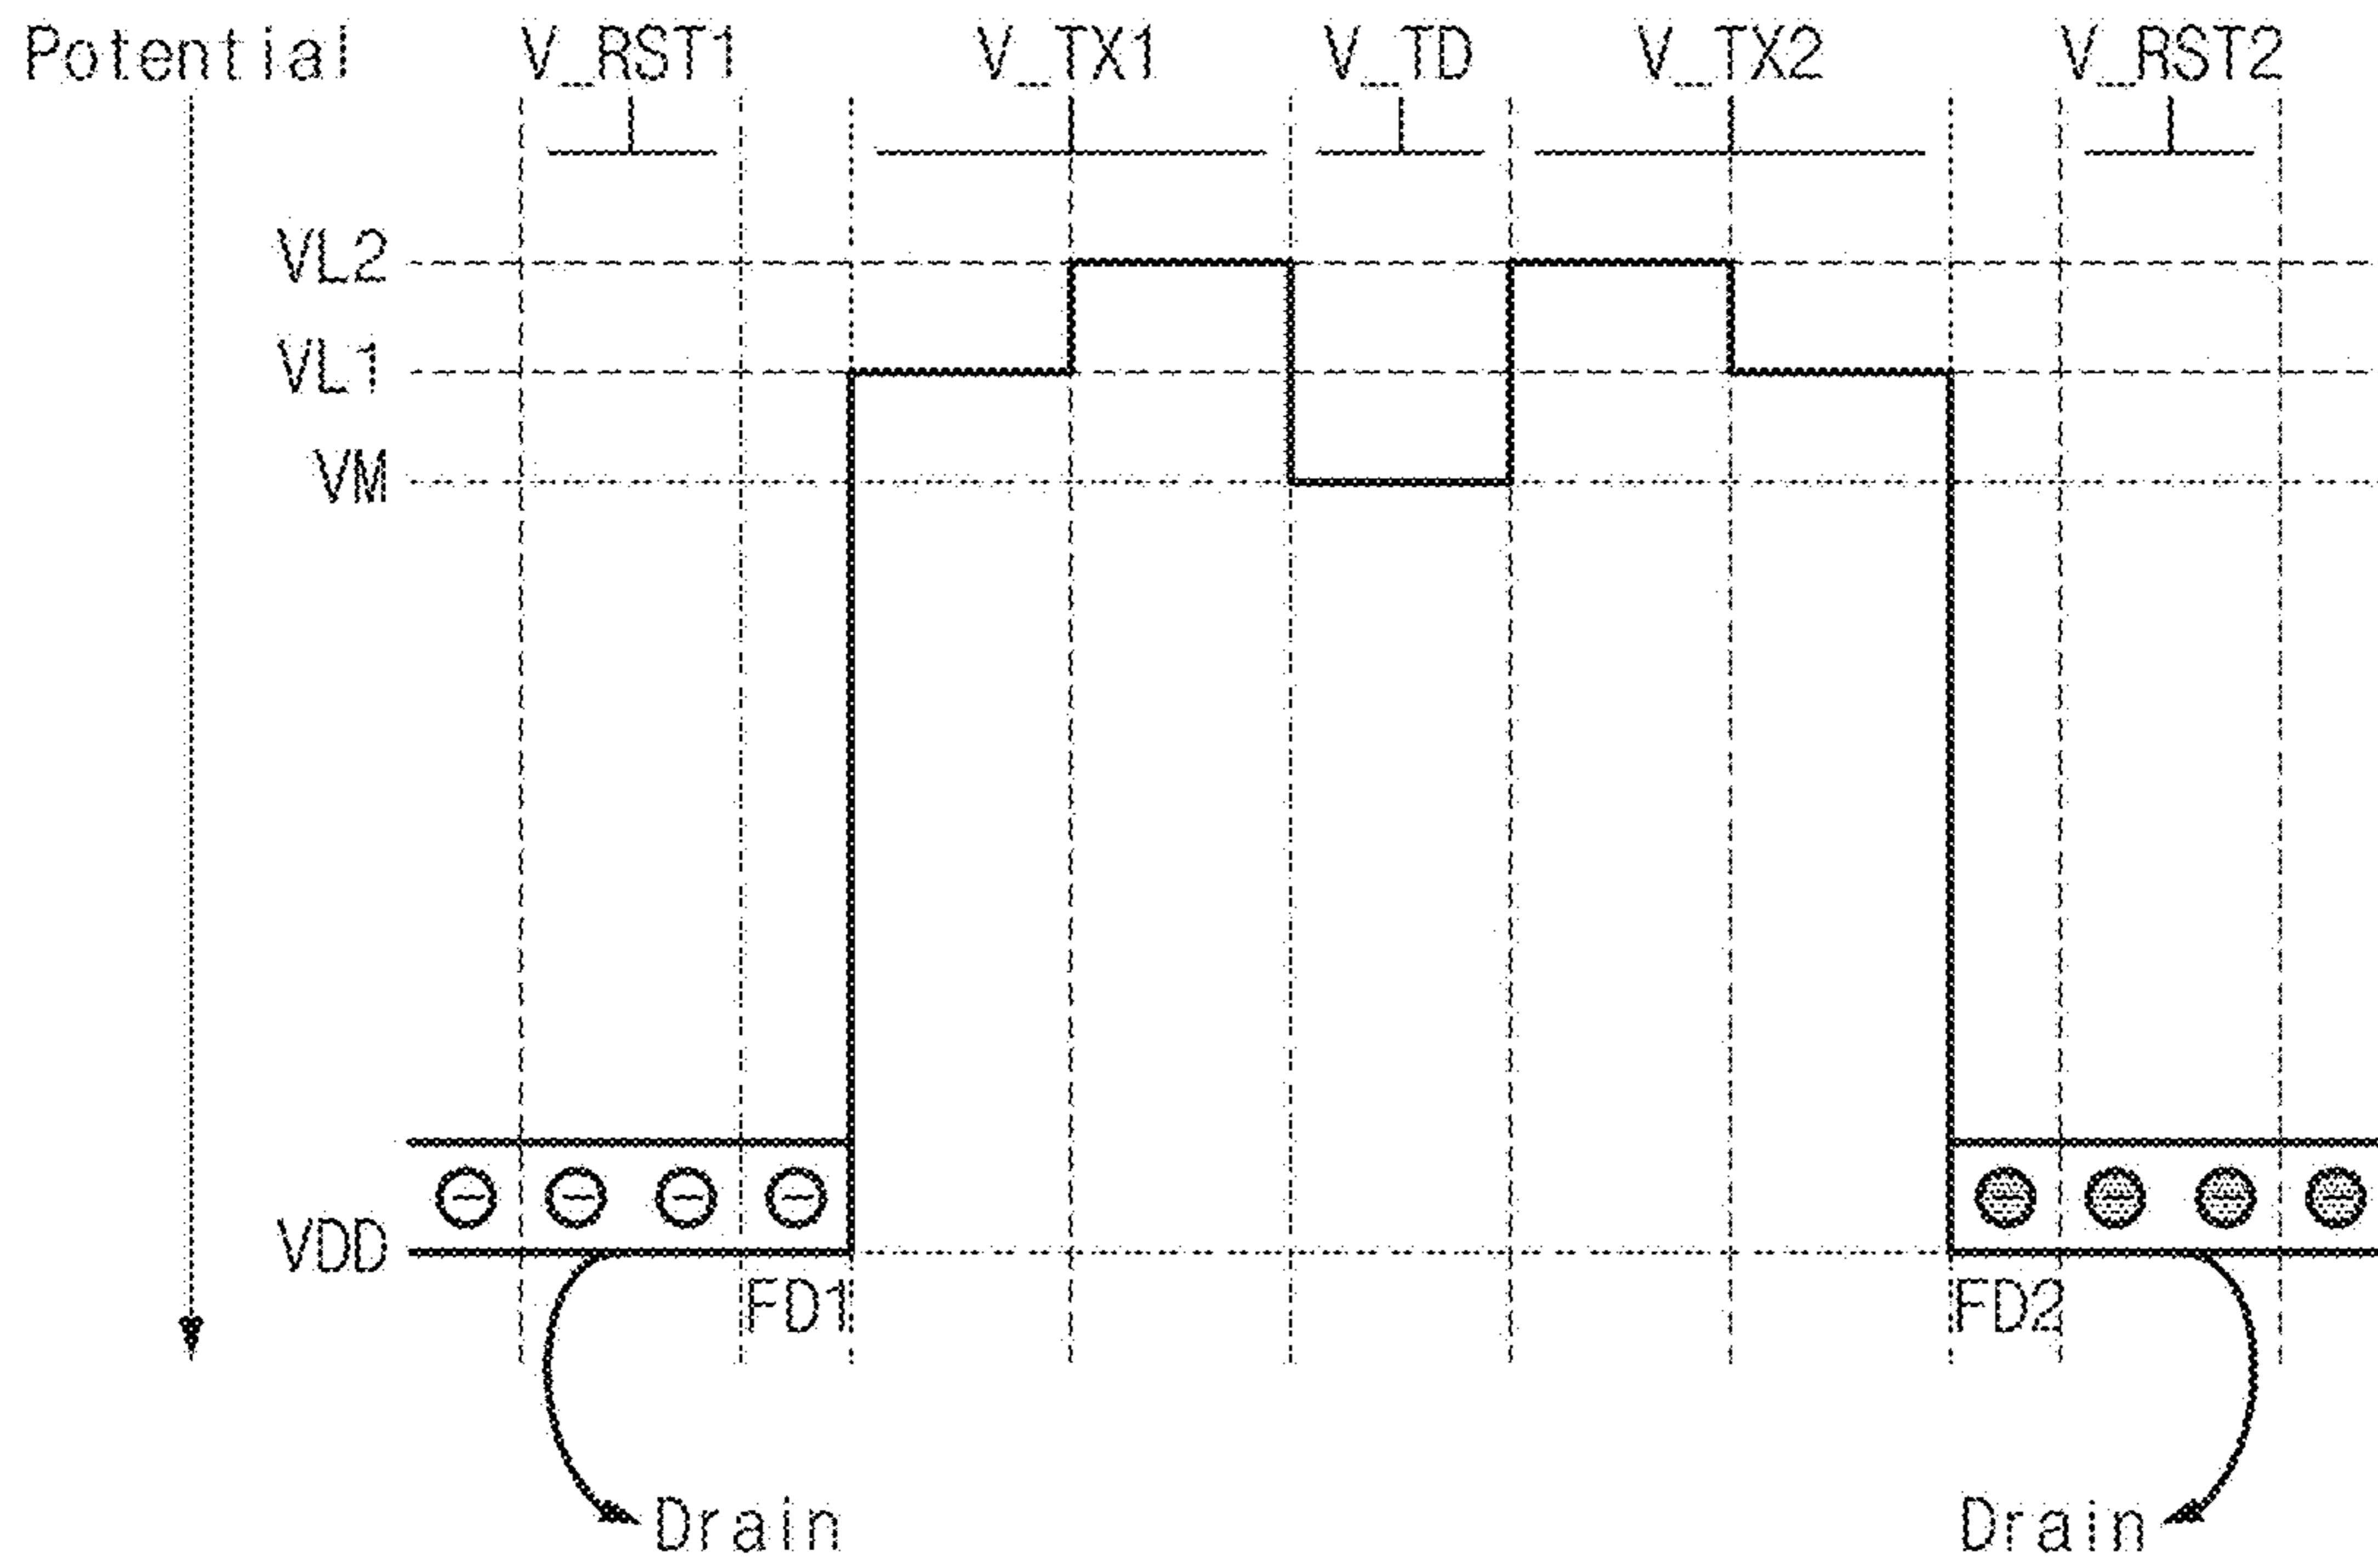 Potential V_RST1 V_TX1 V_TD V_TX2 V_RST2
VL2
VL1
VM
VDD
FD1 FD2
Drain Drain